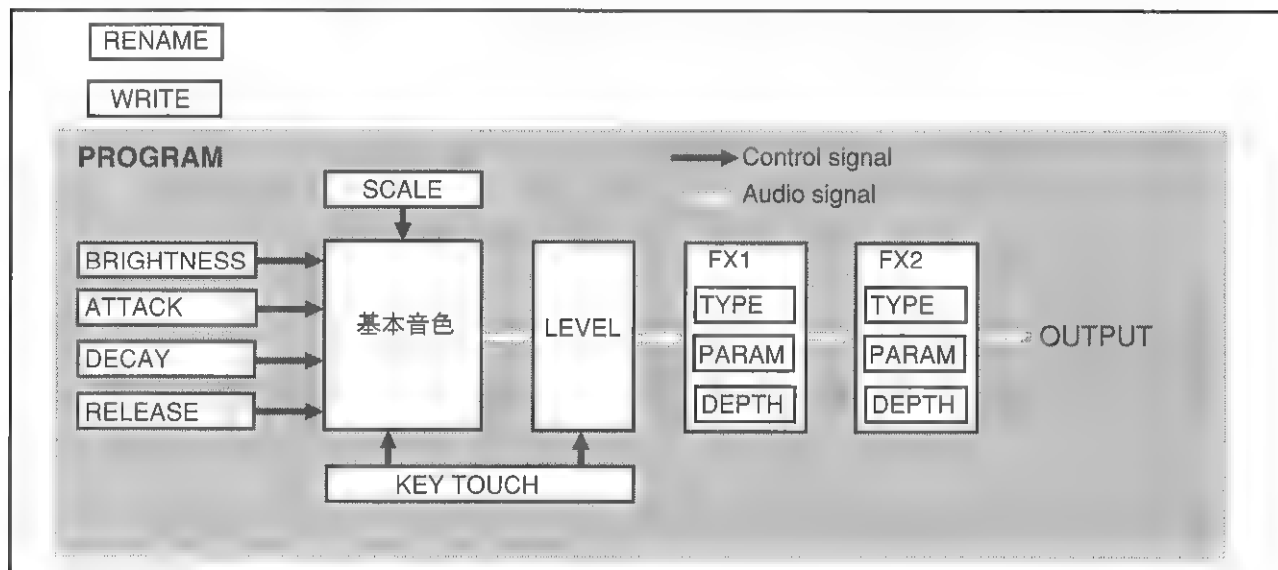 RENAME
WRITE
PROGRAM
Control signal
Audio signal
SCALE
BRIGHTNESS
ATTACK
DECAY
RELEASE
基本音色
LEVEL
FX1
TYPE
PARAM
DEPTH
FX2
TYPE
PARAM
DEPTH
OUTPUT
KEY TOUCH